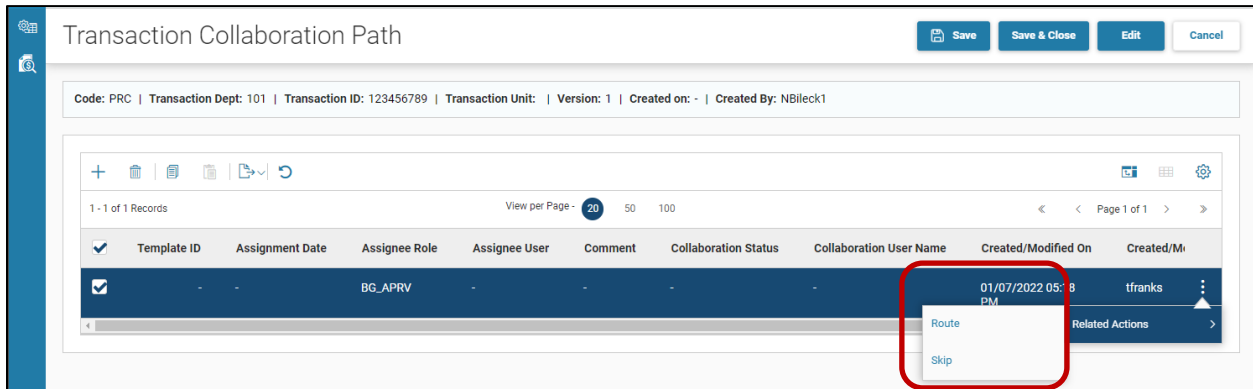 Transaction Collaboration Path
Save
Save & Close
Edit
Cancel
Code: PRC | Transaction Dept: 101 | Transaction ID: 123456789 | Transaction Unit: | Version: 1 | Created on: - | Created By: NBileck1
1 - 1 of 1 Records
View per Page - 20 50 100
Page 1 of 1
Template ID Assignment Date Assignee Role Assignee User Comment Collaboration Status Collaboration User Name Created/Modified On
- - BG_APRV - - - - 01/07/2022 tfranks
PM
Route
Related Actions
Skip